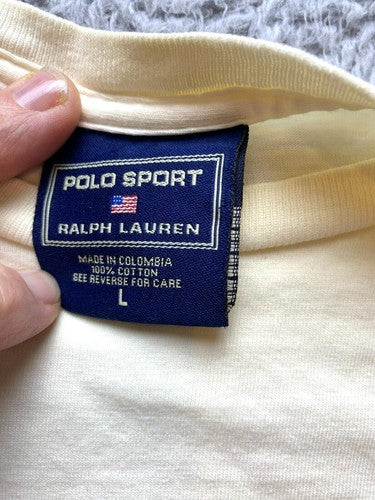 POLO SPORT
RALPH LAUREN
MADE IN COLOMBIA
100% COTTON
SEE REVERSE FOR CARE
L